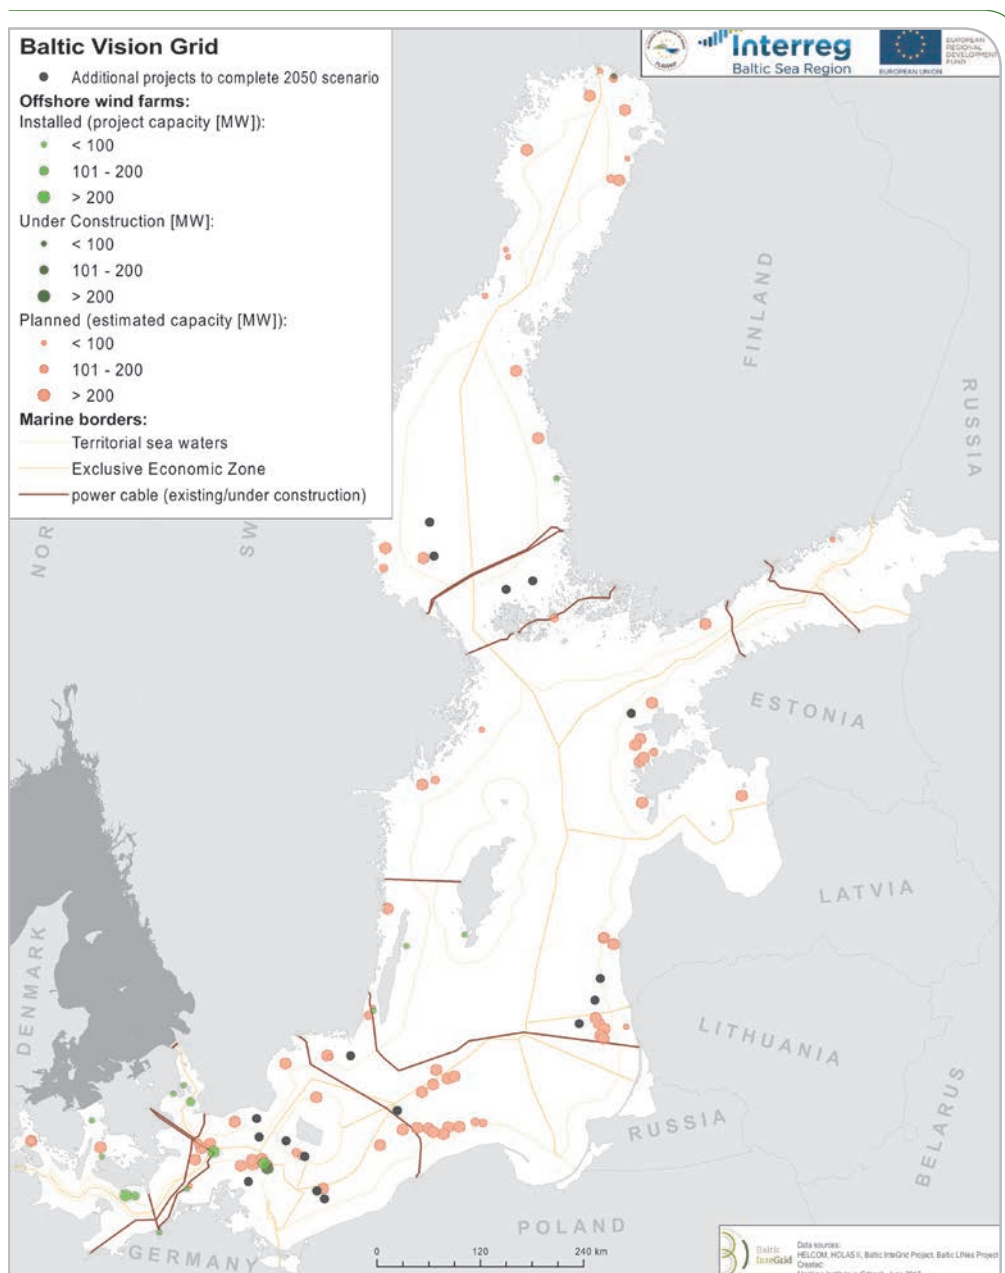 Baltic Vision Grid
Additional projects to complete 2050 scenario
Offshore wind farms:
Installed (project capacity [MW]):
< 100
101 - 200
> 200
Under Construction [MW]:
< 100
101 - 200
> 200
Planned (estimated capacity [MW]):
< 100
101 - 200
> 200
Marine borders:
Territorial sea waters
Exclusive Economic Zone
power cable (existing/under construction)
Interreg
Baltic Sea Region
EUROPEAN UNION
EUROPEAN
REGIONAL
DEVELOPMENT
FUND
FLAGSHIP
FINLAND
RUSSIA
NOR
SW
ESTONIA
LATVIA
DENMARK
LITHUANIA
RUSSIA
BELARUS
POLAND
GERMANY
0 120 240 km
Baltic
InteGrid
Data sources:
HELCOM, HOLAS II, Baltic InteGrid Project, Baltic LINes Project
Created: